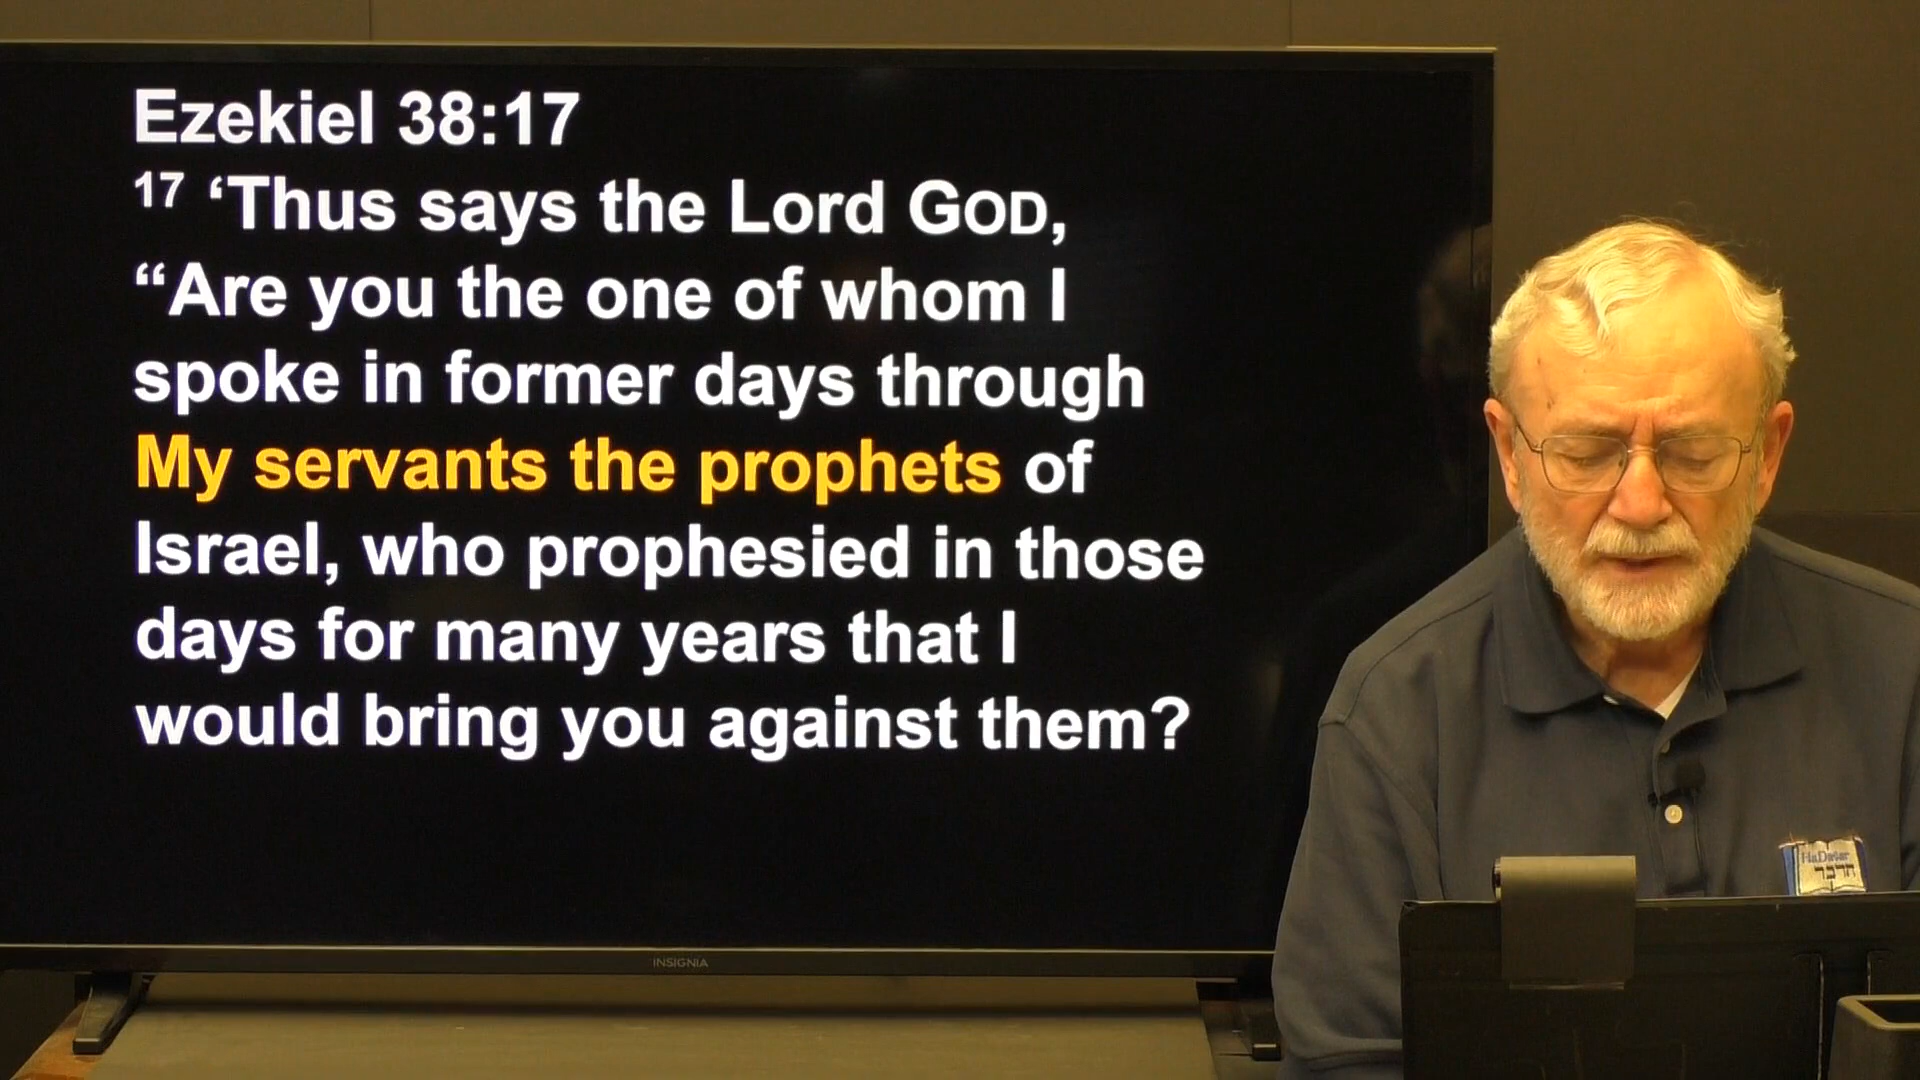 Ezekiel 38:17
17 ‘Thus says the Lord GOD,
“Are you the one of whom I
spoke in former days through
My servants the prophets of
Israel, who prophesied in those
days for many years that I
would bring you against them?
INSIGNIA
HaDavar
הדבר